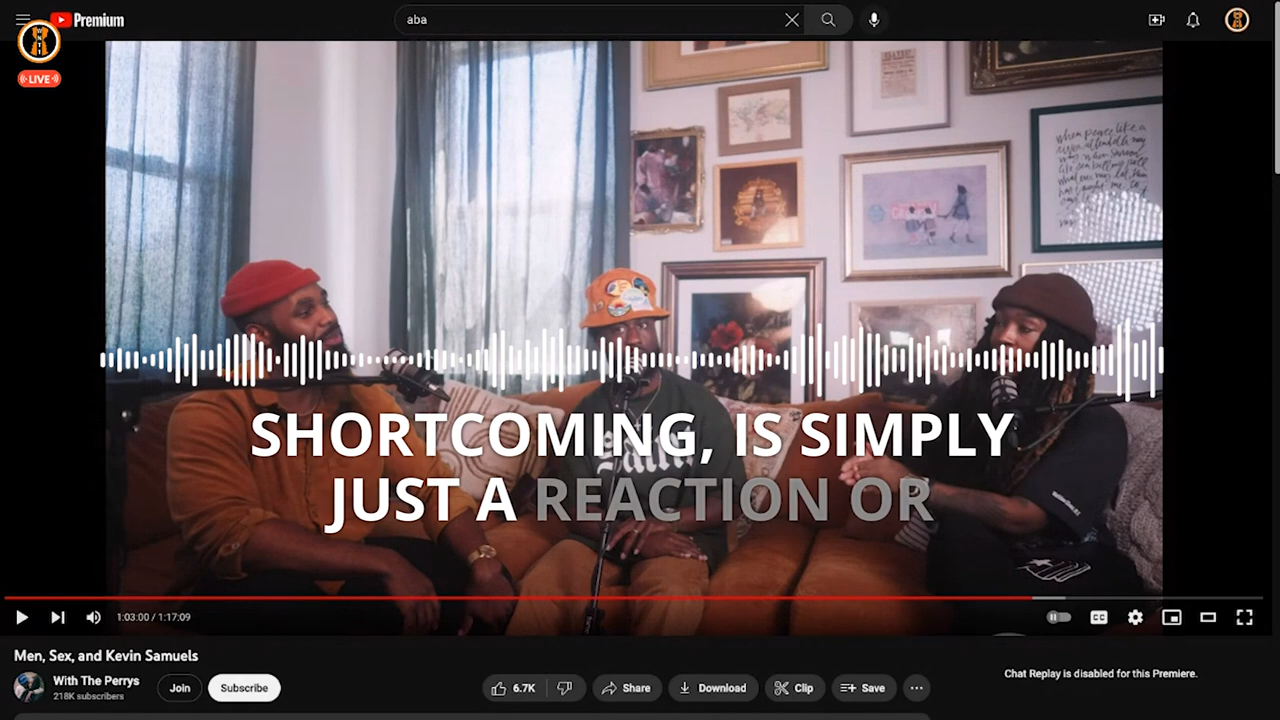 Premium
aba
LIVE
SHORTCOMING, IS SIMPLY
JUST A REACTION OR
1:03:00 / 1:17:09
CC
Men, Sex, and Kevin Samuels
With The Perrys
218K subscribers
Join
Subscribe
6.7K
Share
Download
Clip
Save
Chat Replay is disabled for this Premiere.